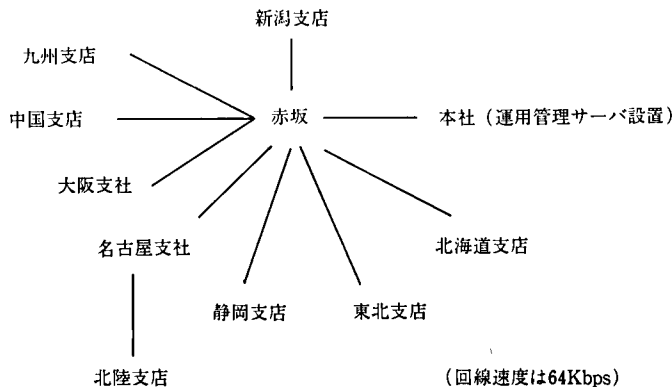 新潟支店
九州支店
中国支店
赤坂
本社（運用管理サーバ設置）
大阪支社
名古屋支社
北海道支店
静岡支店
東北支店
北陸支店
（回線速度は64Kbps）